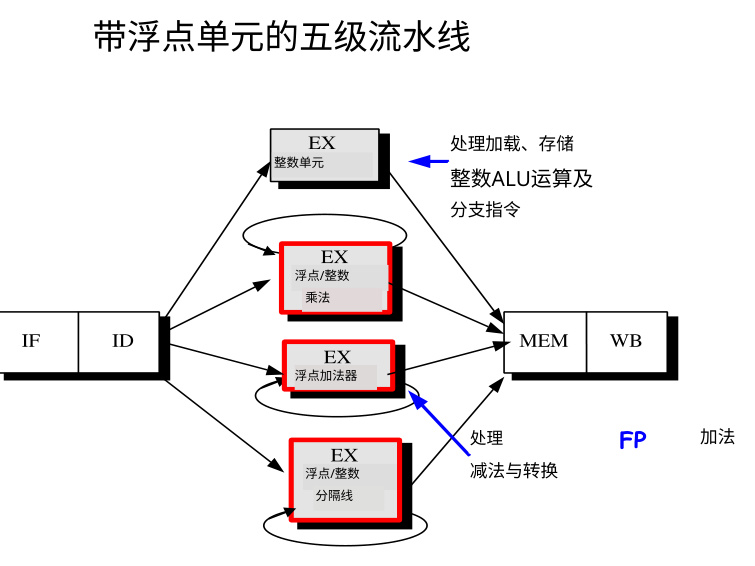 带浮点单元的五级流水线
EX
整数单元
处理加载、存储
整数ALU运算及
分支指令
EX
浮点/整数
乘法
IF
ID
MEM
WB
EX
浮点加法器
处理 FP 加法
减法与转换
EX
浮点/整数
分隔线